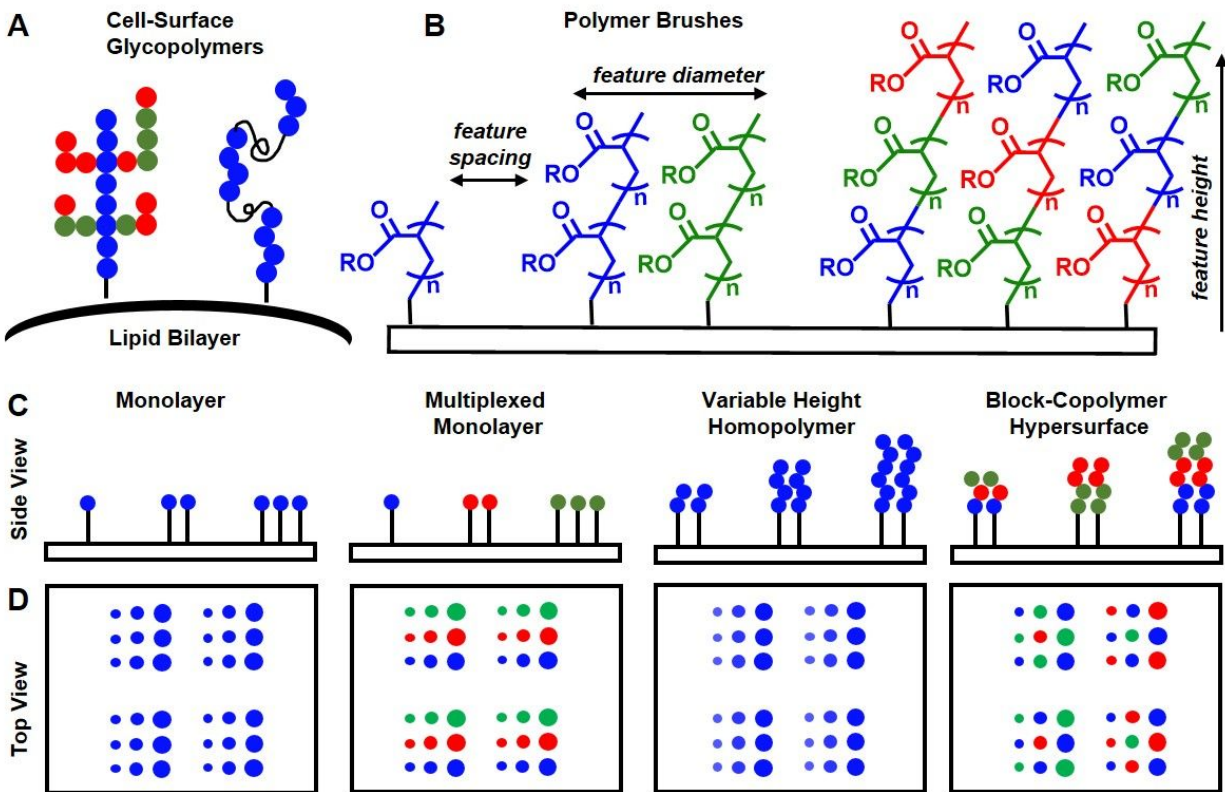 A
Cell-Surface
Glycopolymers
Lipid Bilayer
B
Polymer Brushes
feature diameter
feature
spacing
feature height
O
RO
n
O
RO
n
O
RO
n
O
RO
n
O
RO
n
O
RO
n
O
RO
n
O
RO
n
O
RO
n
O
RO
n
O
RO
n
O
RO
n
O
RO
n
O
RO
n
C
Side View
Monolayer
Multiplexed
Monolayer
Variable Height
Homopolymer
Block-Copolymer
Hypersurface
D
Top View